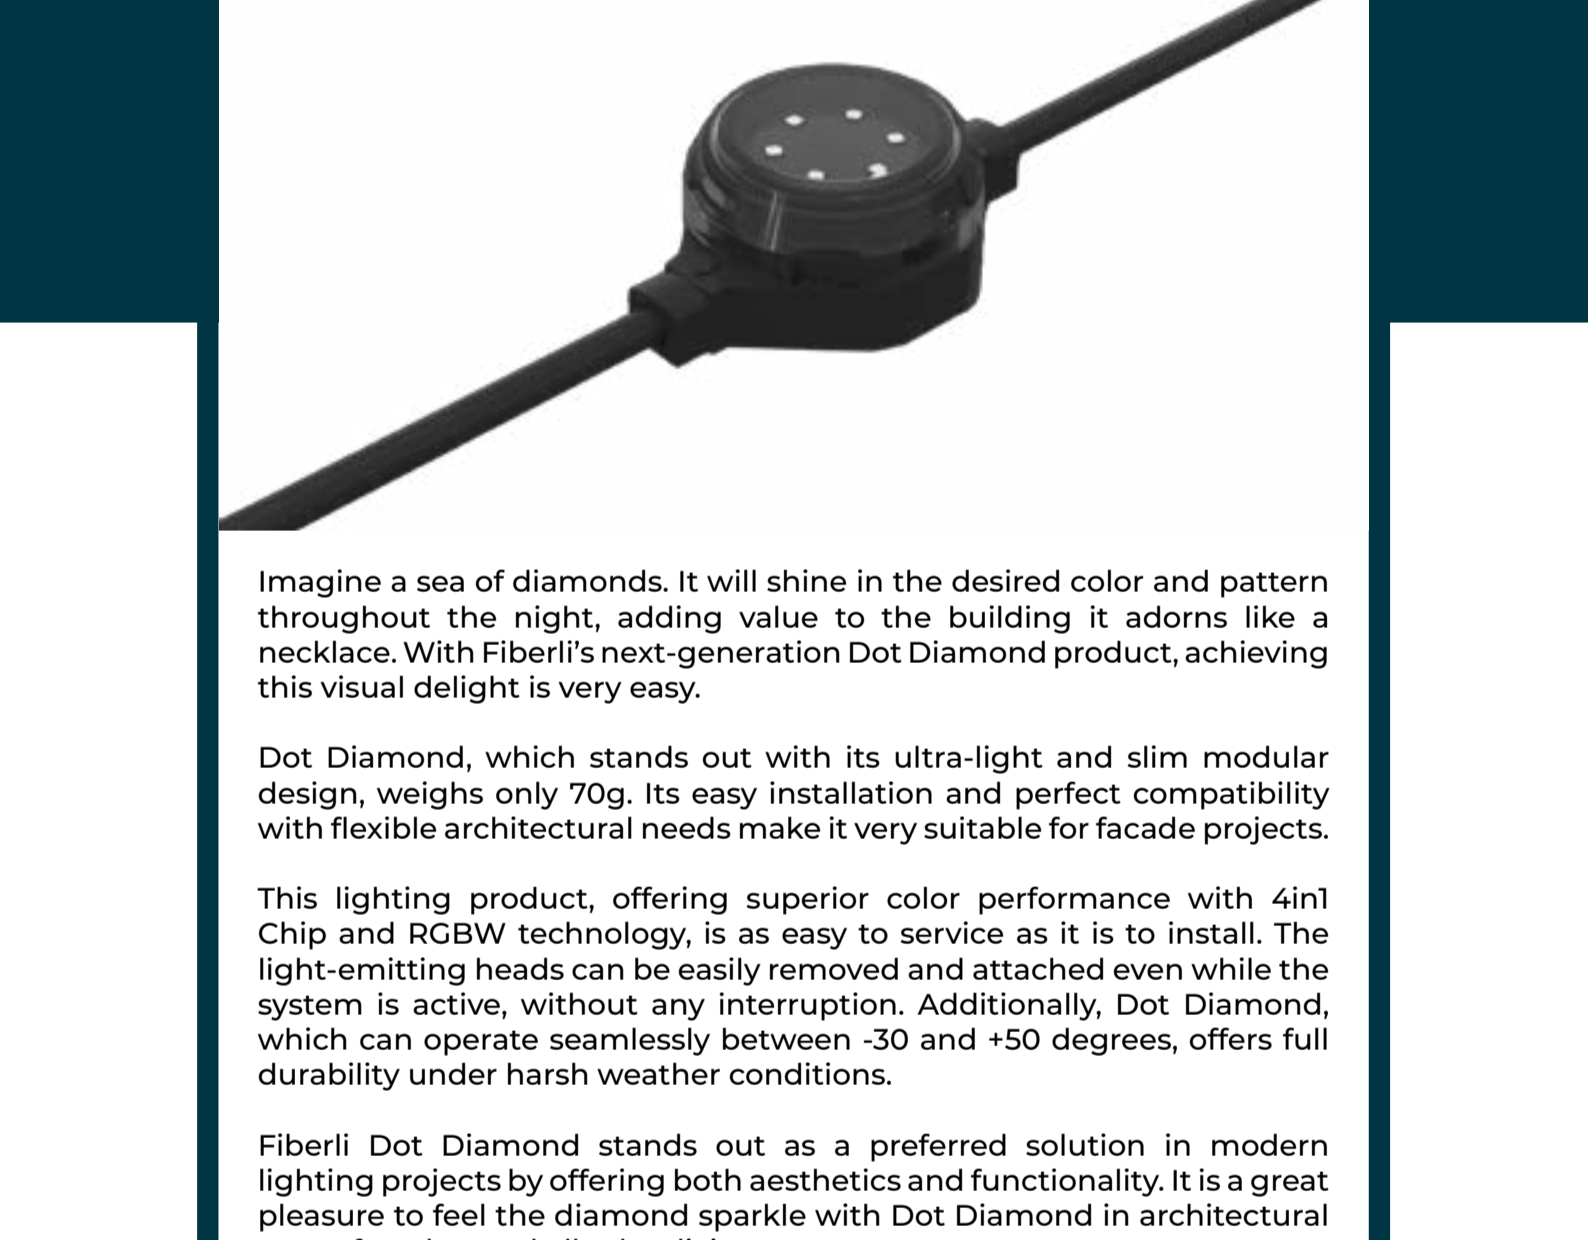 Imagine a sea of diamonds. It will shine in the desired color and pattern
throughout the night, adding value to the building it adorns like a
necklace. With Fiberli’s next-generation Dot Diamond product, achieving
this visual delight is very easy.
Dot Diamond, which stands out with its ultra-light and slim modular
design, weighs only 70g. Its easy installation and perfect compatibility
with flexible architectural needs make it very suitable for facade projects.
This lighting product, offering superior color performance with 4in1
Chip and RGBW technology, is as easy to service as it is to install. The
light-emitting heads can be easily removed and attached even while the
system is active, without any interruption. Additionally, Dot Diamond,
which can operate seamlessly between -30 and +50 degrees, offers full
durability under harsh weather conditions.
Fiberli Dot Diamond stands out as a preferred solution in modern
lighting projects by offering both aesthetics and functionality. It is a great
pleasure to feel the diamond sparkle with Dot Diamond in architectural